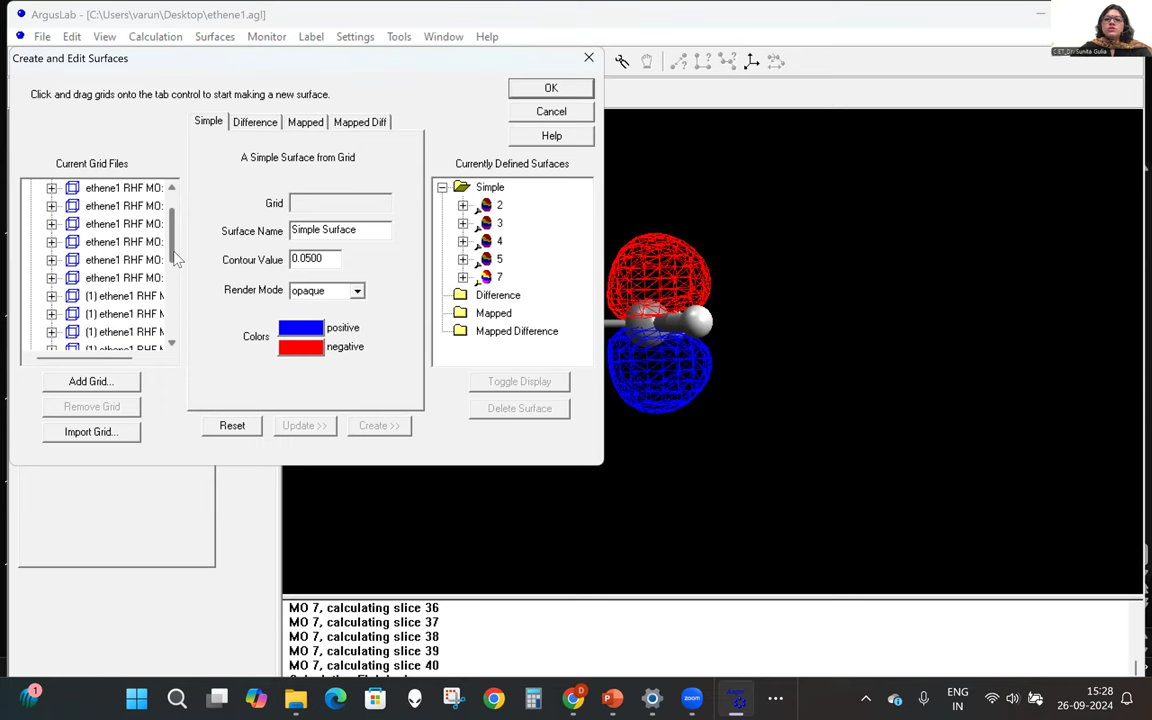 ArgusLab - [C:\Users\varun\Desktop\ethene1.agl]
File Edit View Calculation Surfaces Monitor Label Settings Tools Window Help
Create and Edit Surfaces
Click and drag grids onto the tab control to start making a new surface.
OK
Cancel
Help
Simple Difference Mapped Mapped Diff
A Simple Surface from Grid
Current Grid Files
ethene1 RHF MO:
ethene1 RHF MO:
ethene1 RHF MO:
ethene1 RHF MO:
ethene1 RHF MO:
ethene1 RHF MO:
(1) ethene1 RHF M
(1) ethene1 RHF M
(1) ethene1 RHF M
Add Grid...
Remove Grid
Import Grid...
Grid
Surface Name Simple Surface
Contour Value 0.0500
Render Mode opaque
Colors
positive
negative
Reset Update >> Create >>
Currently Defined Surfaces
Simple
2
3
4
5
7
Difference
Mapped
Mapped Difference
Toggle Display
Delete Surface
MO 7, calculating slice 36
MO 7, calculating slice 37
MO 7, calculating slice 38
MO 7, calculating slice 39
MO 7, calculating slice 40
1
ENG
IN
15:28
26-09-2024